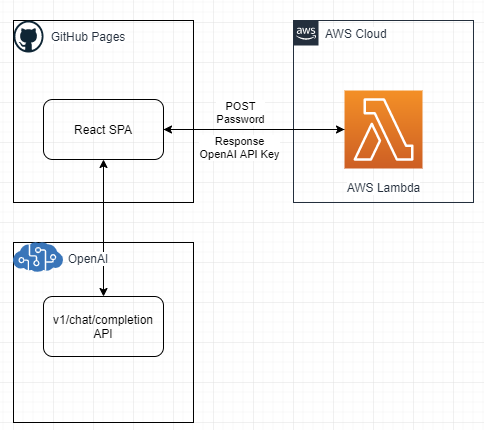 GitHub Pages
aws
AWS Cloud
React SPA
POST
Password
Response
OpenAI API Key
AWS Lambda
OpenAI
v1/chat/completion
API